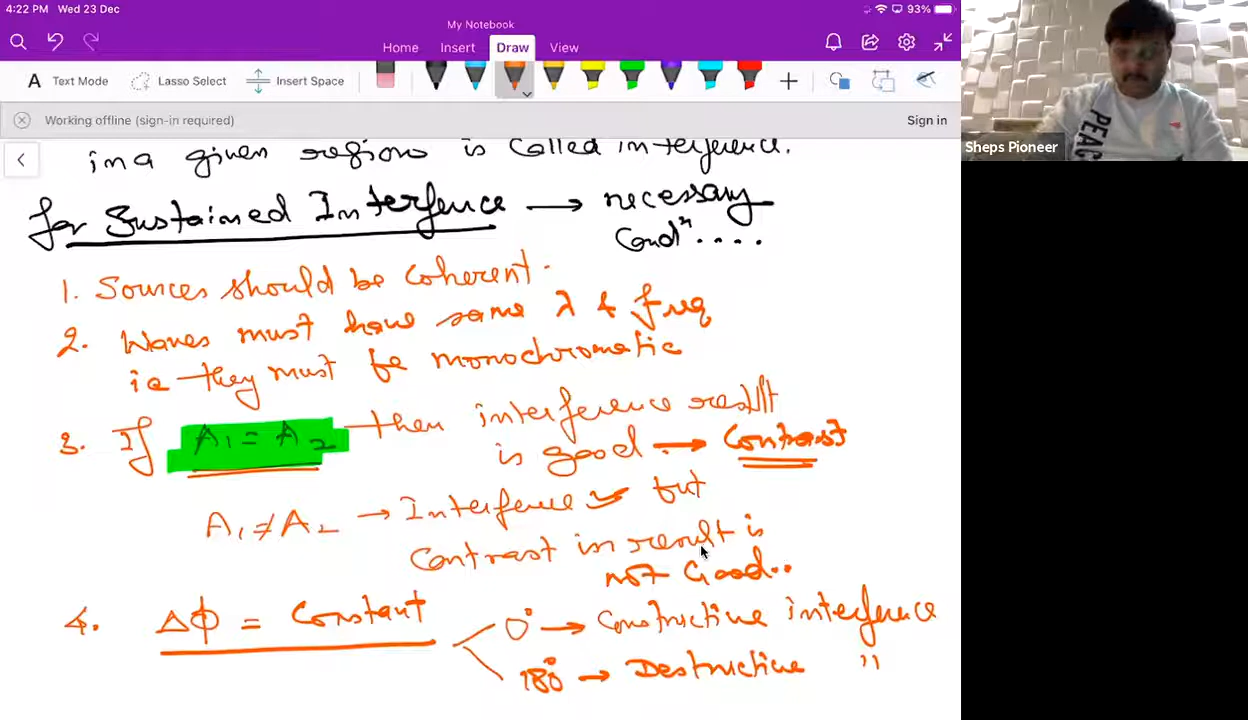 4:22 PM Wed 23 Dec
93%
My Notebook
Home Insert Draw View
A Text Mode Lasso Select Insert Space
Working offline (sign-in required) Sign in
in a given regions is called interference.
for Sustained Interfence → necessary
Condⁿ....
1. Sources should be coherent.
2. Waves must have same λ & freq
ie they must be monochromatic
3. If A₁ = A₂ then interference result
is good → Contrast
A₁ ≠ A₂ → Interference ✓ but
Contrast in result is
not Good..
4. ΔΦ = Constant
0° → Constructive interference
180° → Destructive "
Sheps Pioneer
PEAC